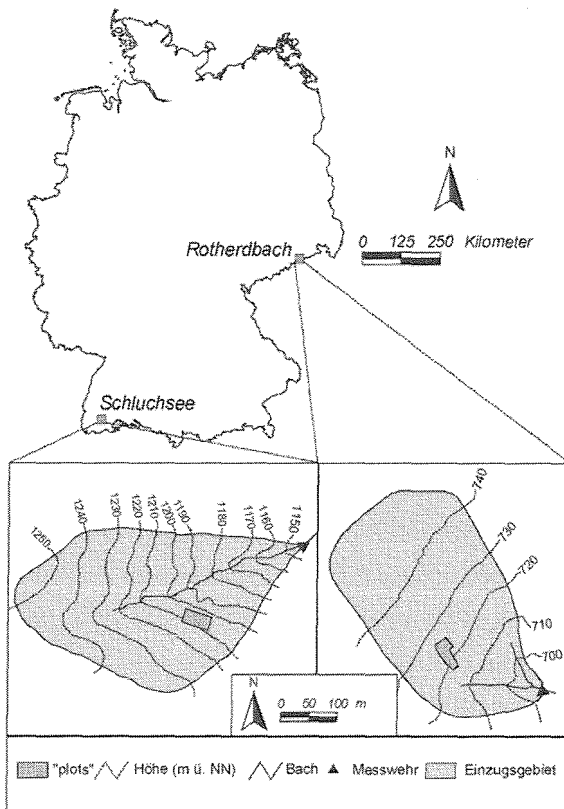 N
Rotherdbach
0 125 250 Kilometer
Schluchsee
1260
1240
1230
1220
1210
1200
1190
1180
1170
1160
1150
740
730
720
710
700
N
0 50 100 m
"plots" Höhe (m ü. NN) Bach Messwehr Einzugsgebiet